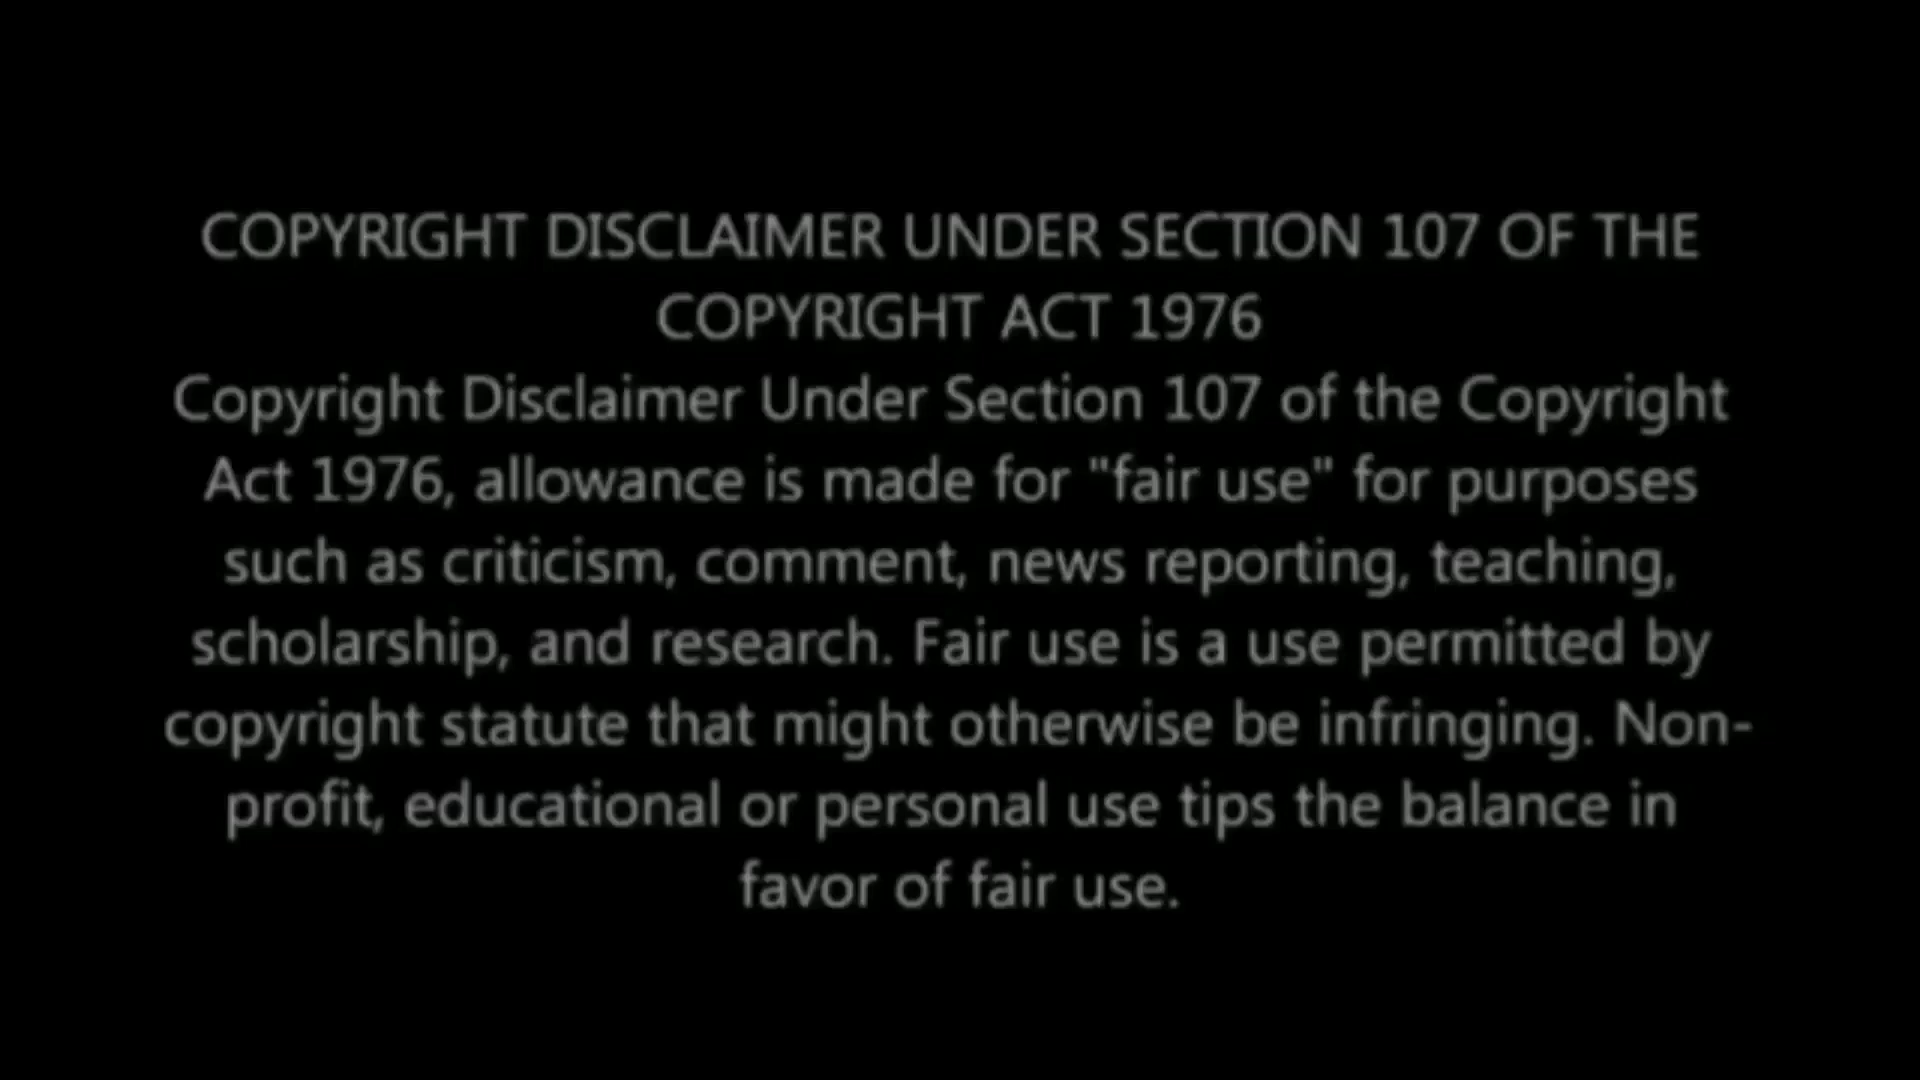 COPYRIGHT DISCLAIMER UNDER SECTION 107 OF THE
COPYRIGHT ACT 1976
Copyright Disclaimer Under Section 107 of the Copyright
Act 1976, allowance is made for "fair use" for purposes
such as criticism, comment, news reporting, teaching,
scholarship, and research. Fair use is a use permitted by
copyright statute that might otherwise be infringing. Non-
profit, educational or personal use tips the balance in
favor of fair use.